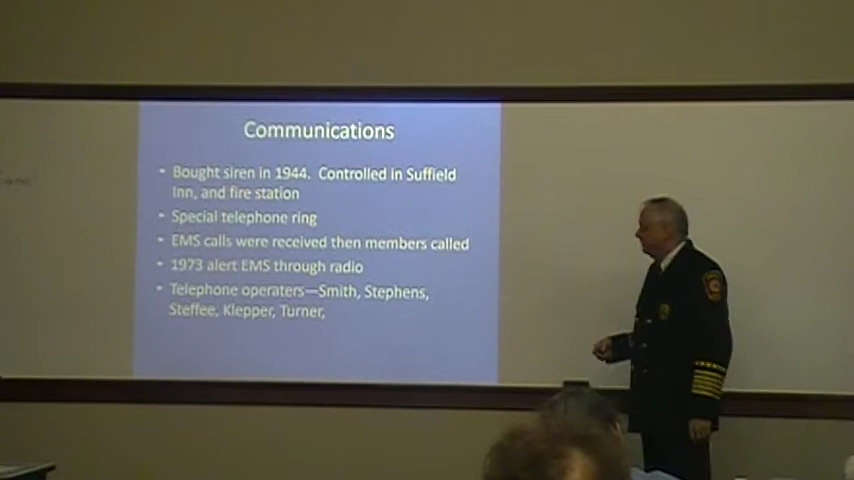 Communications
• Bought siren in 1944. Controlled in Suffield
Inn, and fire station
• Special telephone ring
• EMS calls were received then members called
• 1973 alert EMS through radio
• Telephone operaters—Smith, Stephens,
Steffee, Klepper, Turner,